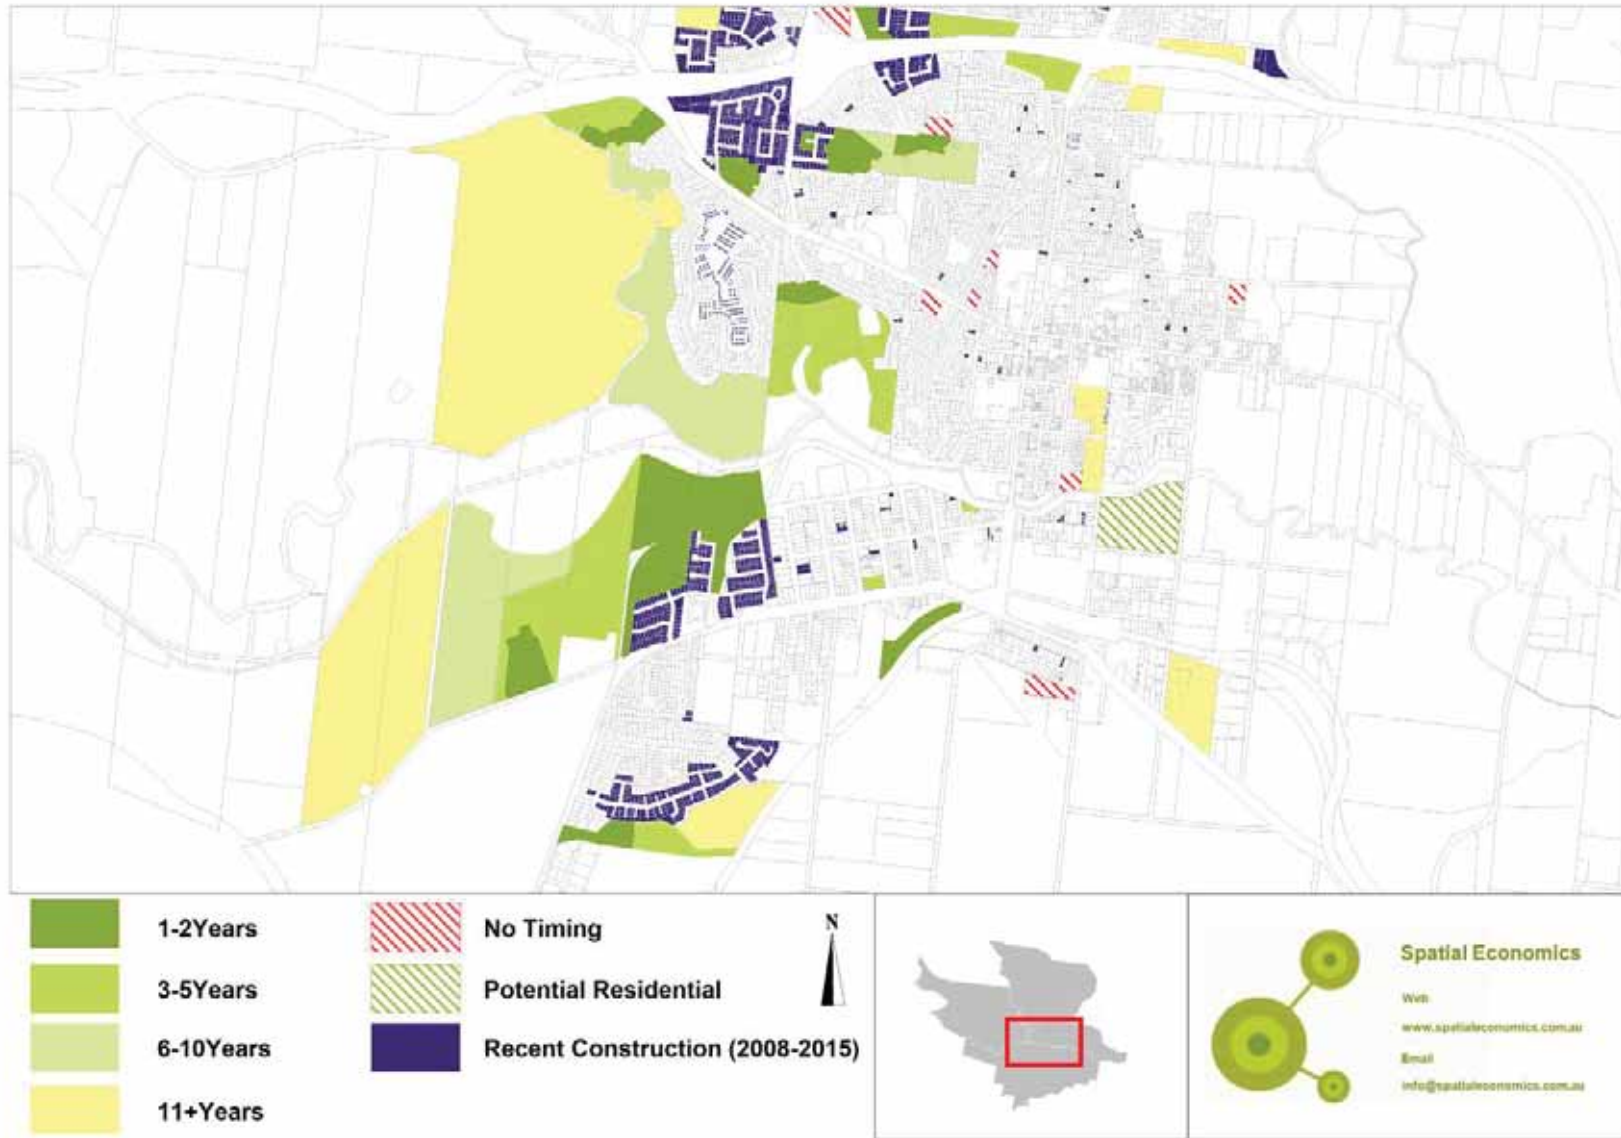 1-2Years
3-5Years
6-10Years
11+Years
No Timing
Potential Residential
Recent Construction (2008-2015)
N
Spatial Economics
Web
www.spatialeconomics.com.au
Email
info@spatialeconomics.com.au